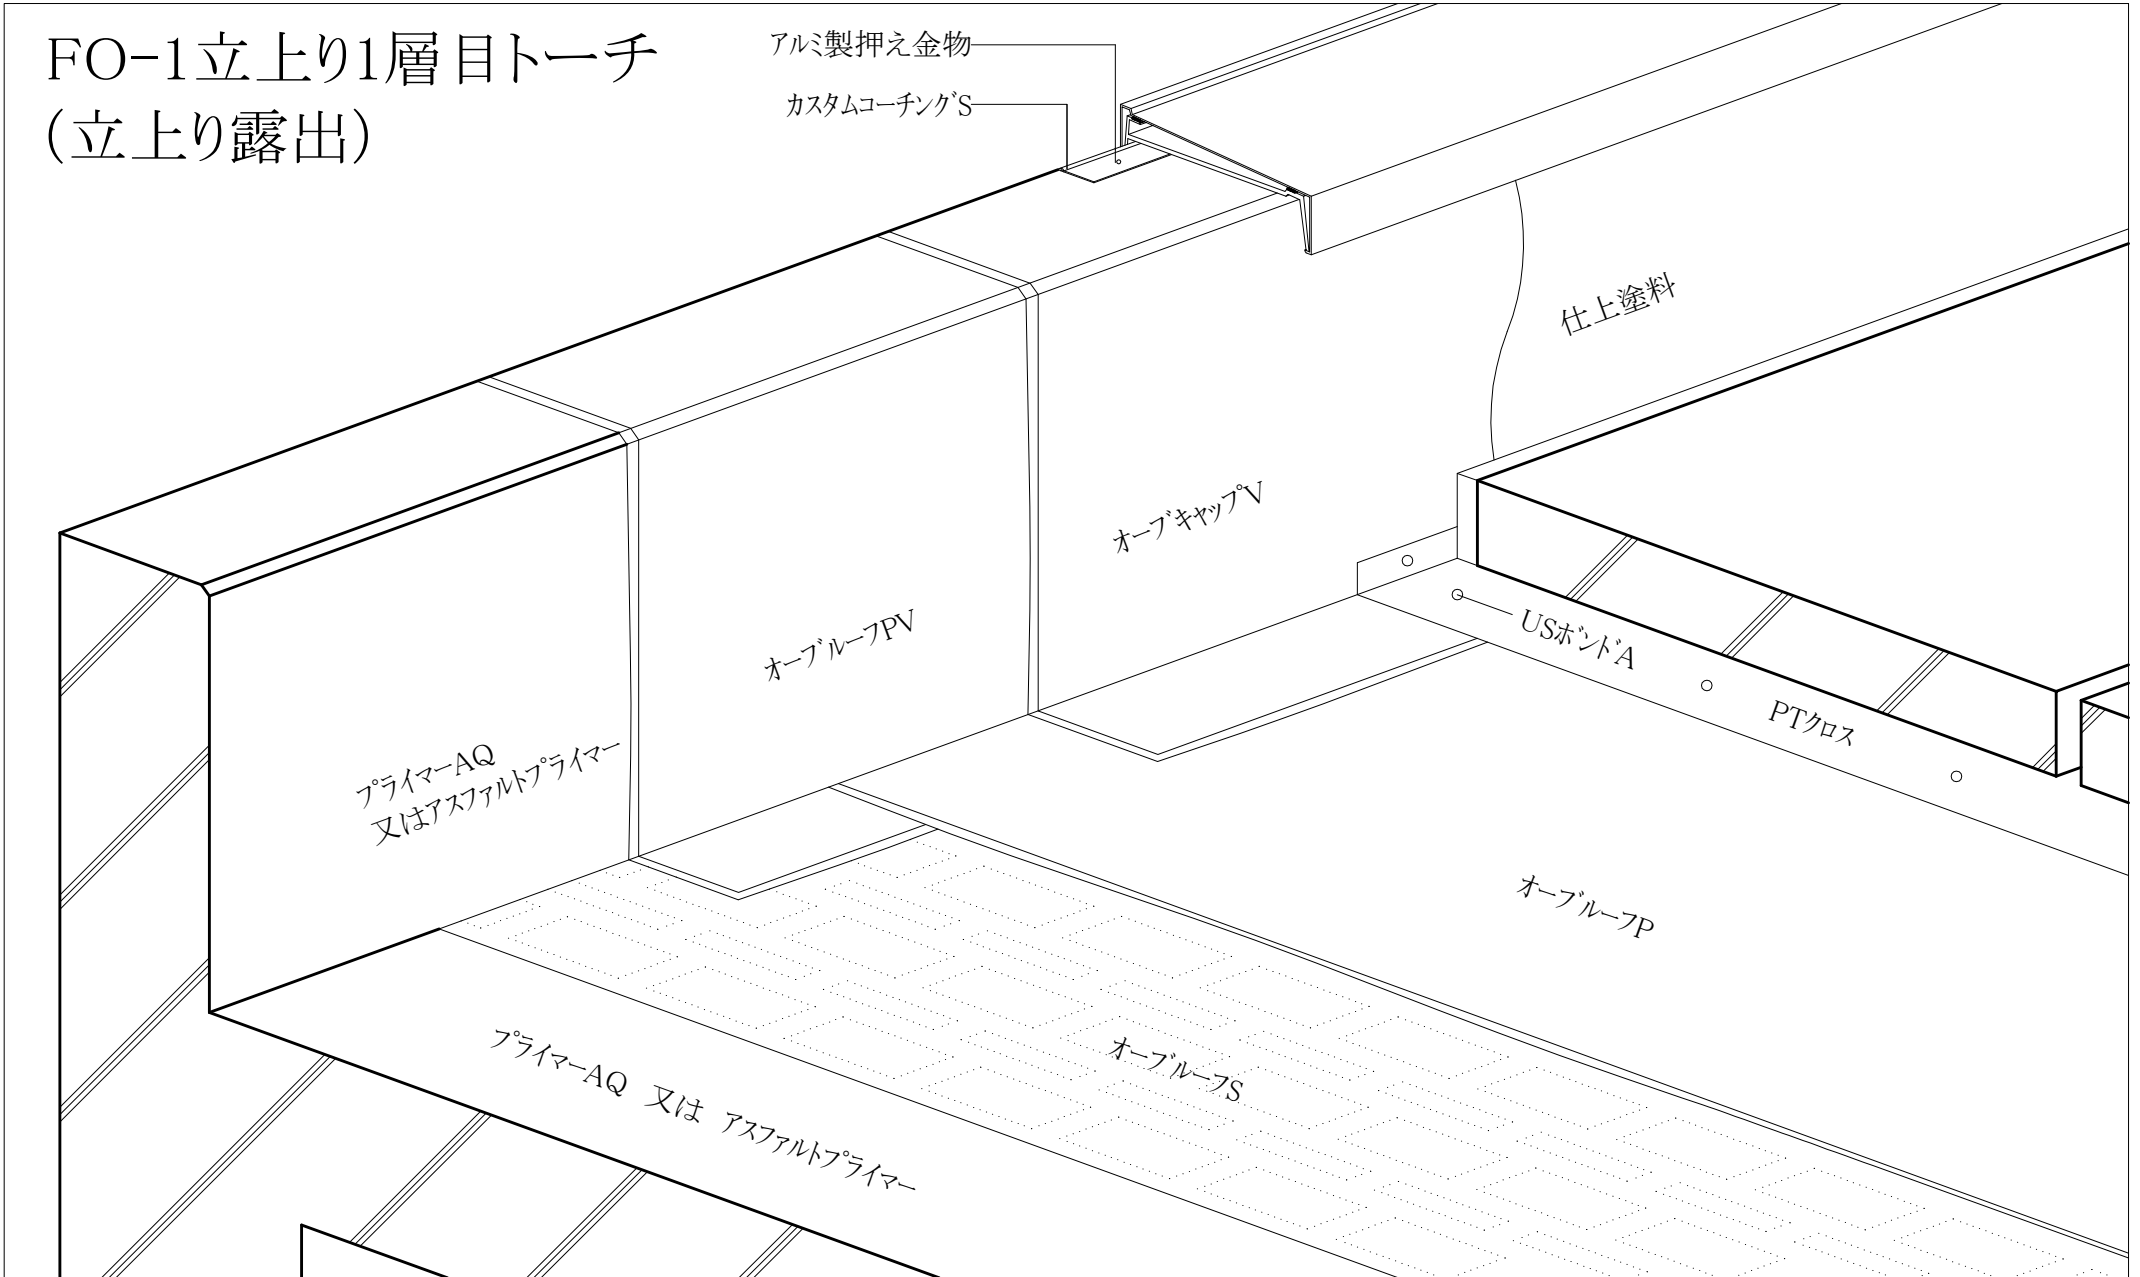 FO-1立上り1層目トーチ
(立上り露出)
アルミ製押え金物
カスタムコーチングS
仕上塗料
オーブキャップV
オーブルーフPV
プライマーAQ
又はアスファルトプライマー
USボンドA
PTクロス
オーブルーフP
オーブルーフS
プライマーAQ 又は アスファルトプライマー